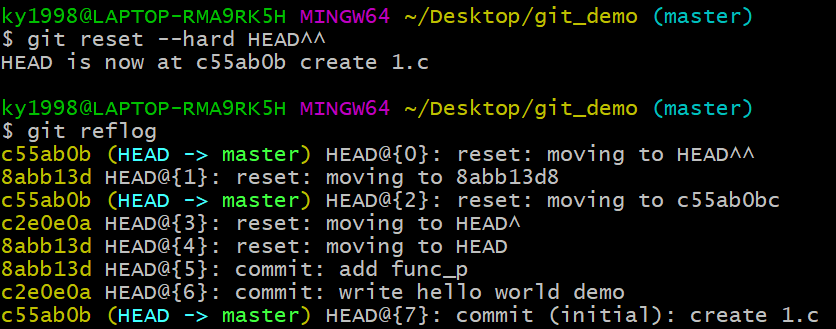 ky1998@LAPTOP-RMA9RK5H MINGW64 ~/Desktop/git_demo (master)
$ git reset --hard HEAD^^
HEAD is now at c55ab0b create 1.c
ky1998@LAPTOP-RMA9RK5H MINGW64 ~/Desktop/git_demo (master)
$ git reflog
c55ab0b (HEAD -> master) HEAD@{0}: reset: moving to HEAD^^
8abb13d HEAD@{1}: reset: moving to 8abb13d8
c55ab0b (HEAD -> master) HEAD@{2}: reset: moving to c55ab0bc
c2e0e0a HEAD@{3}: reset: moving to HEAD^
8abb13d HEAD@{4}: reset: moving to HEAD
8abb13d HEAD@{5}: commit: add func_p
c2e0e0a HEAD@{6}: commit: write hello world demo
c55ab0b (HEAD -> master) HEAD@{7}: commit (initial): create 1.c